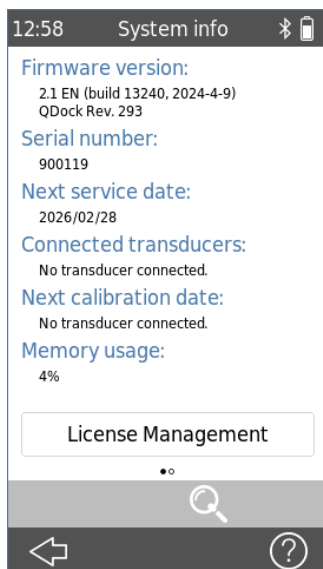 12:58 System info
Firmware version:
2.1 EN (build 13240, 2024-4-9)
QDock Rev. 293
Serial number:
900119
Next service date:
2026/02/28
Connected transducers:
No transducer connected.
Next calibration date:
No transducer connected.
Memory usage:
4%
License Management
?